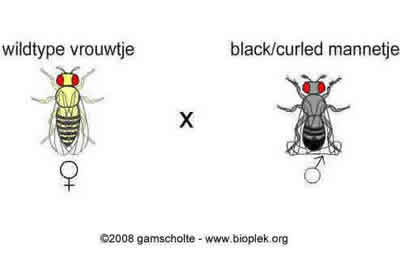 wildtype vrouwtje
black/curled mannetje
x
♀
♂
©2008 gamscholte - www.bioplek.org